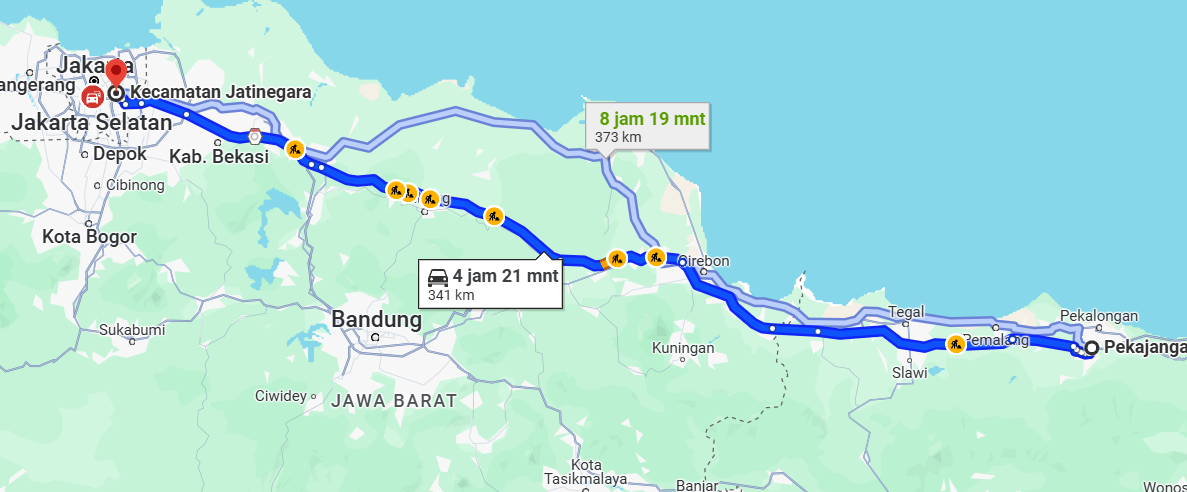 Jakarta
angerang
Kecamatan Jatinegara
Jakarta Selatan
Depok
Kab. Bekasi
Cibinong
Kota Bogor
8 jam 19 mnt
373 km
Cirebon
4 jam 21 mnt
341 km
Bandung
Sukabumi
Tegal
Pekalongan
Pemalang
Pekajanga
Kuningan
Slawi
Ciwidey
JAWA BARAT
Kota
Tasikmalaya
Banjar
Wonos